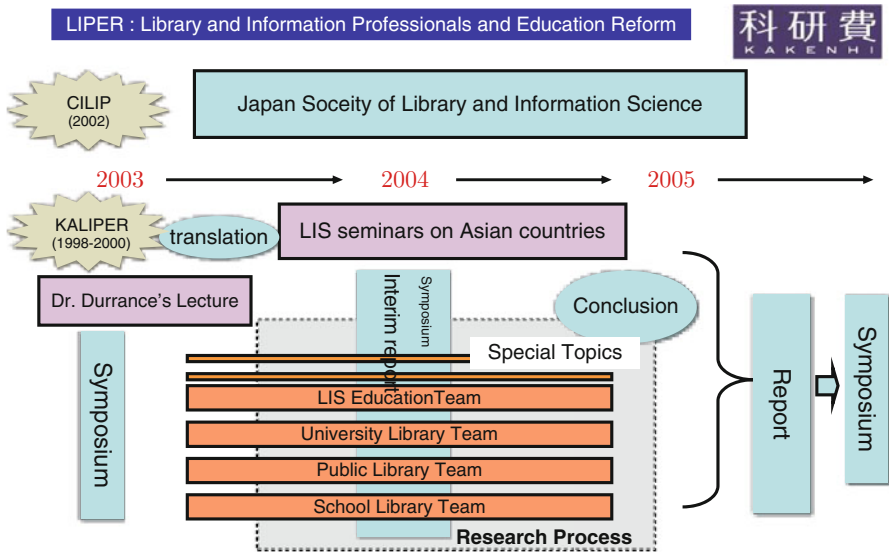 LIPER : Library and Information Professionals and Education Reform
科研費
KAKENHI
CILIP
(2002)
Japan Soceity of Library and Information Science
2003
2004
2005
KALIPER
(1998-2000)
translation
LIS seminars on Asian countries
Dr. Durrance's Lecture
Symposium
Interim report
Conclusion
Special Topics
LIS EducationTeam
University Library Team
Public Library Team
School Library Team
Research Process
Symposium
Report
Symposium